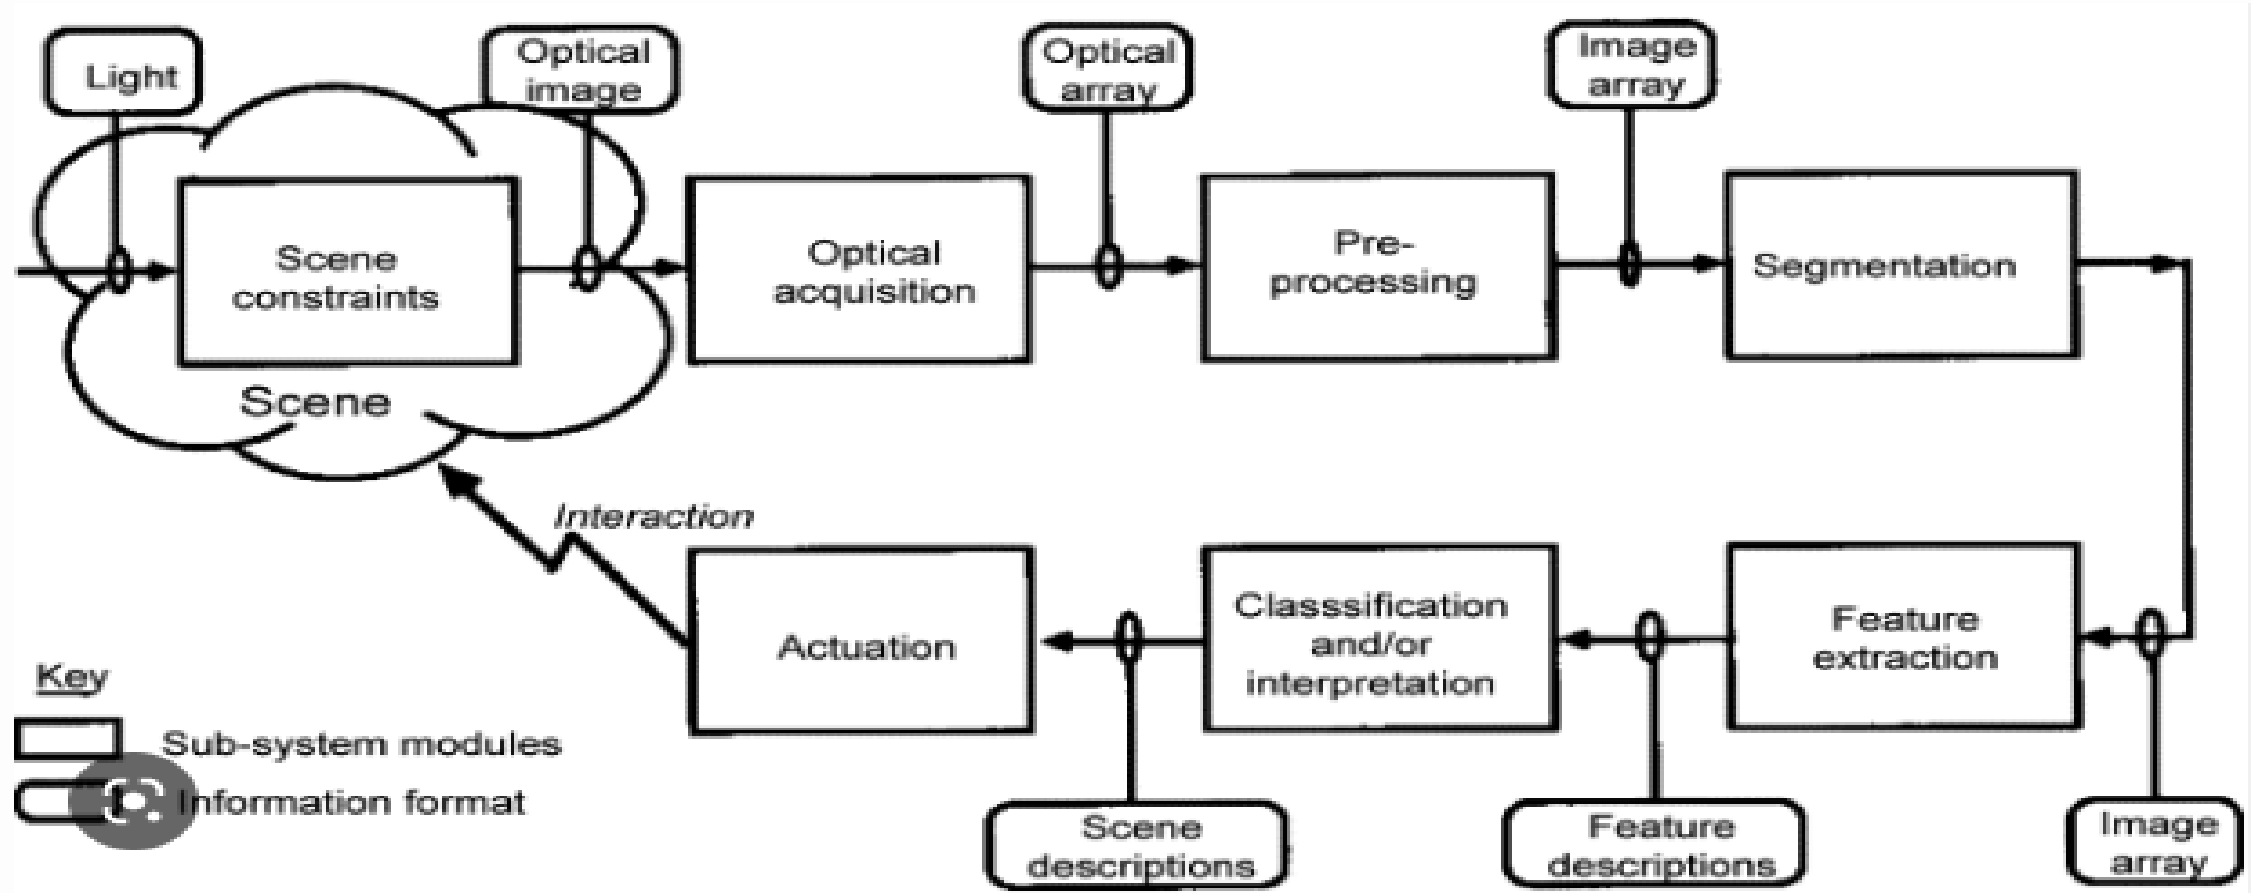 Light
Optical
image
Optical
array
Image
array
Scene
constraints
Optical
acquisition
Pre-
processing
Segmentation
Scene
Interaction
Actuation
Classsification
and/or
interpretation
Feature
extraction
Key
Sub-system modules
Information format
Scene
descriptions
Feature
descriptions
Image
array